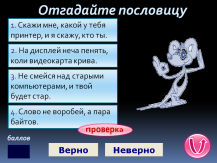 Отгадайте пословицу
1. Скажи мне, какой у тебя
принтер, и я скажу, кто ты.
2. На дисплей неча пенять,
коли видеокарта крива.
3. Не смейся над старыми
компьютерами, и твой
будет стар.
4. Слово не воробей, а пара
байтов.
проверка
баллов
Верно
Неверно